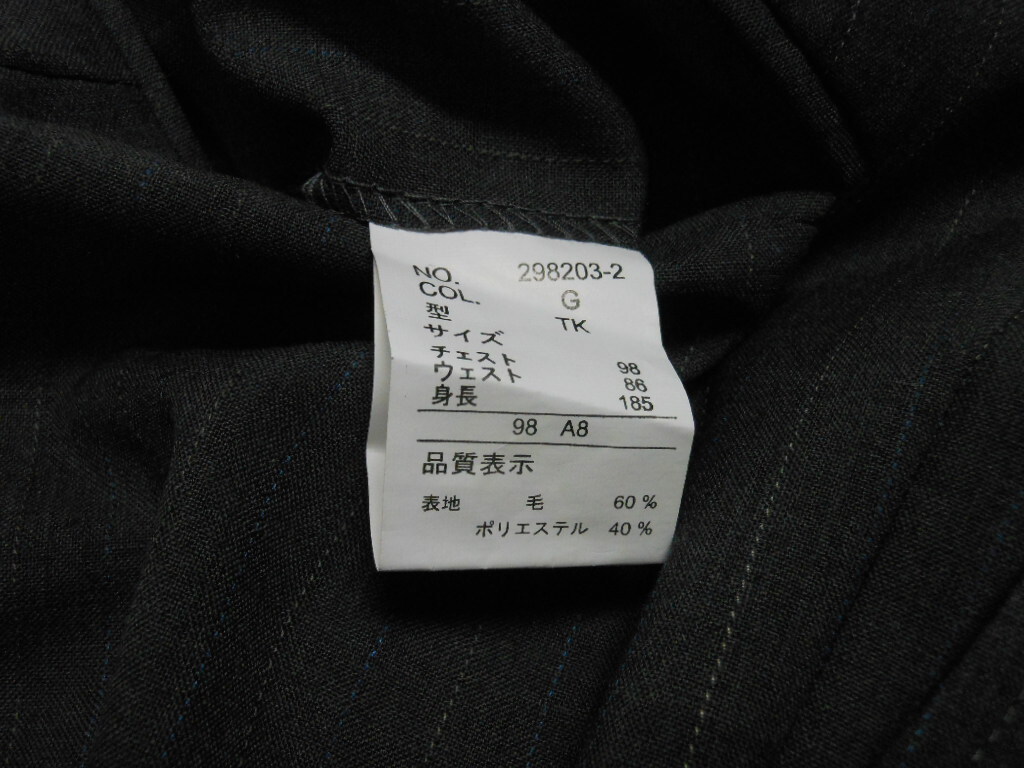 NO. 298203-2
COL. G
型 TK
サイズ
チェスト 98
ウェスト 86
身長 185
98 A8
品質表示
表地 毛 60 %
ポリエステル 40 %